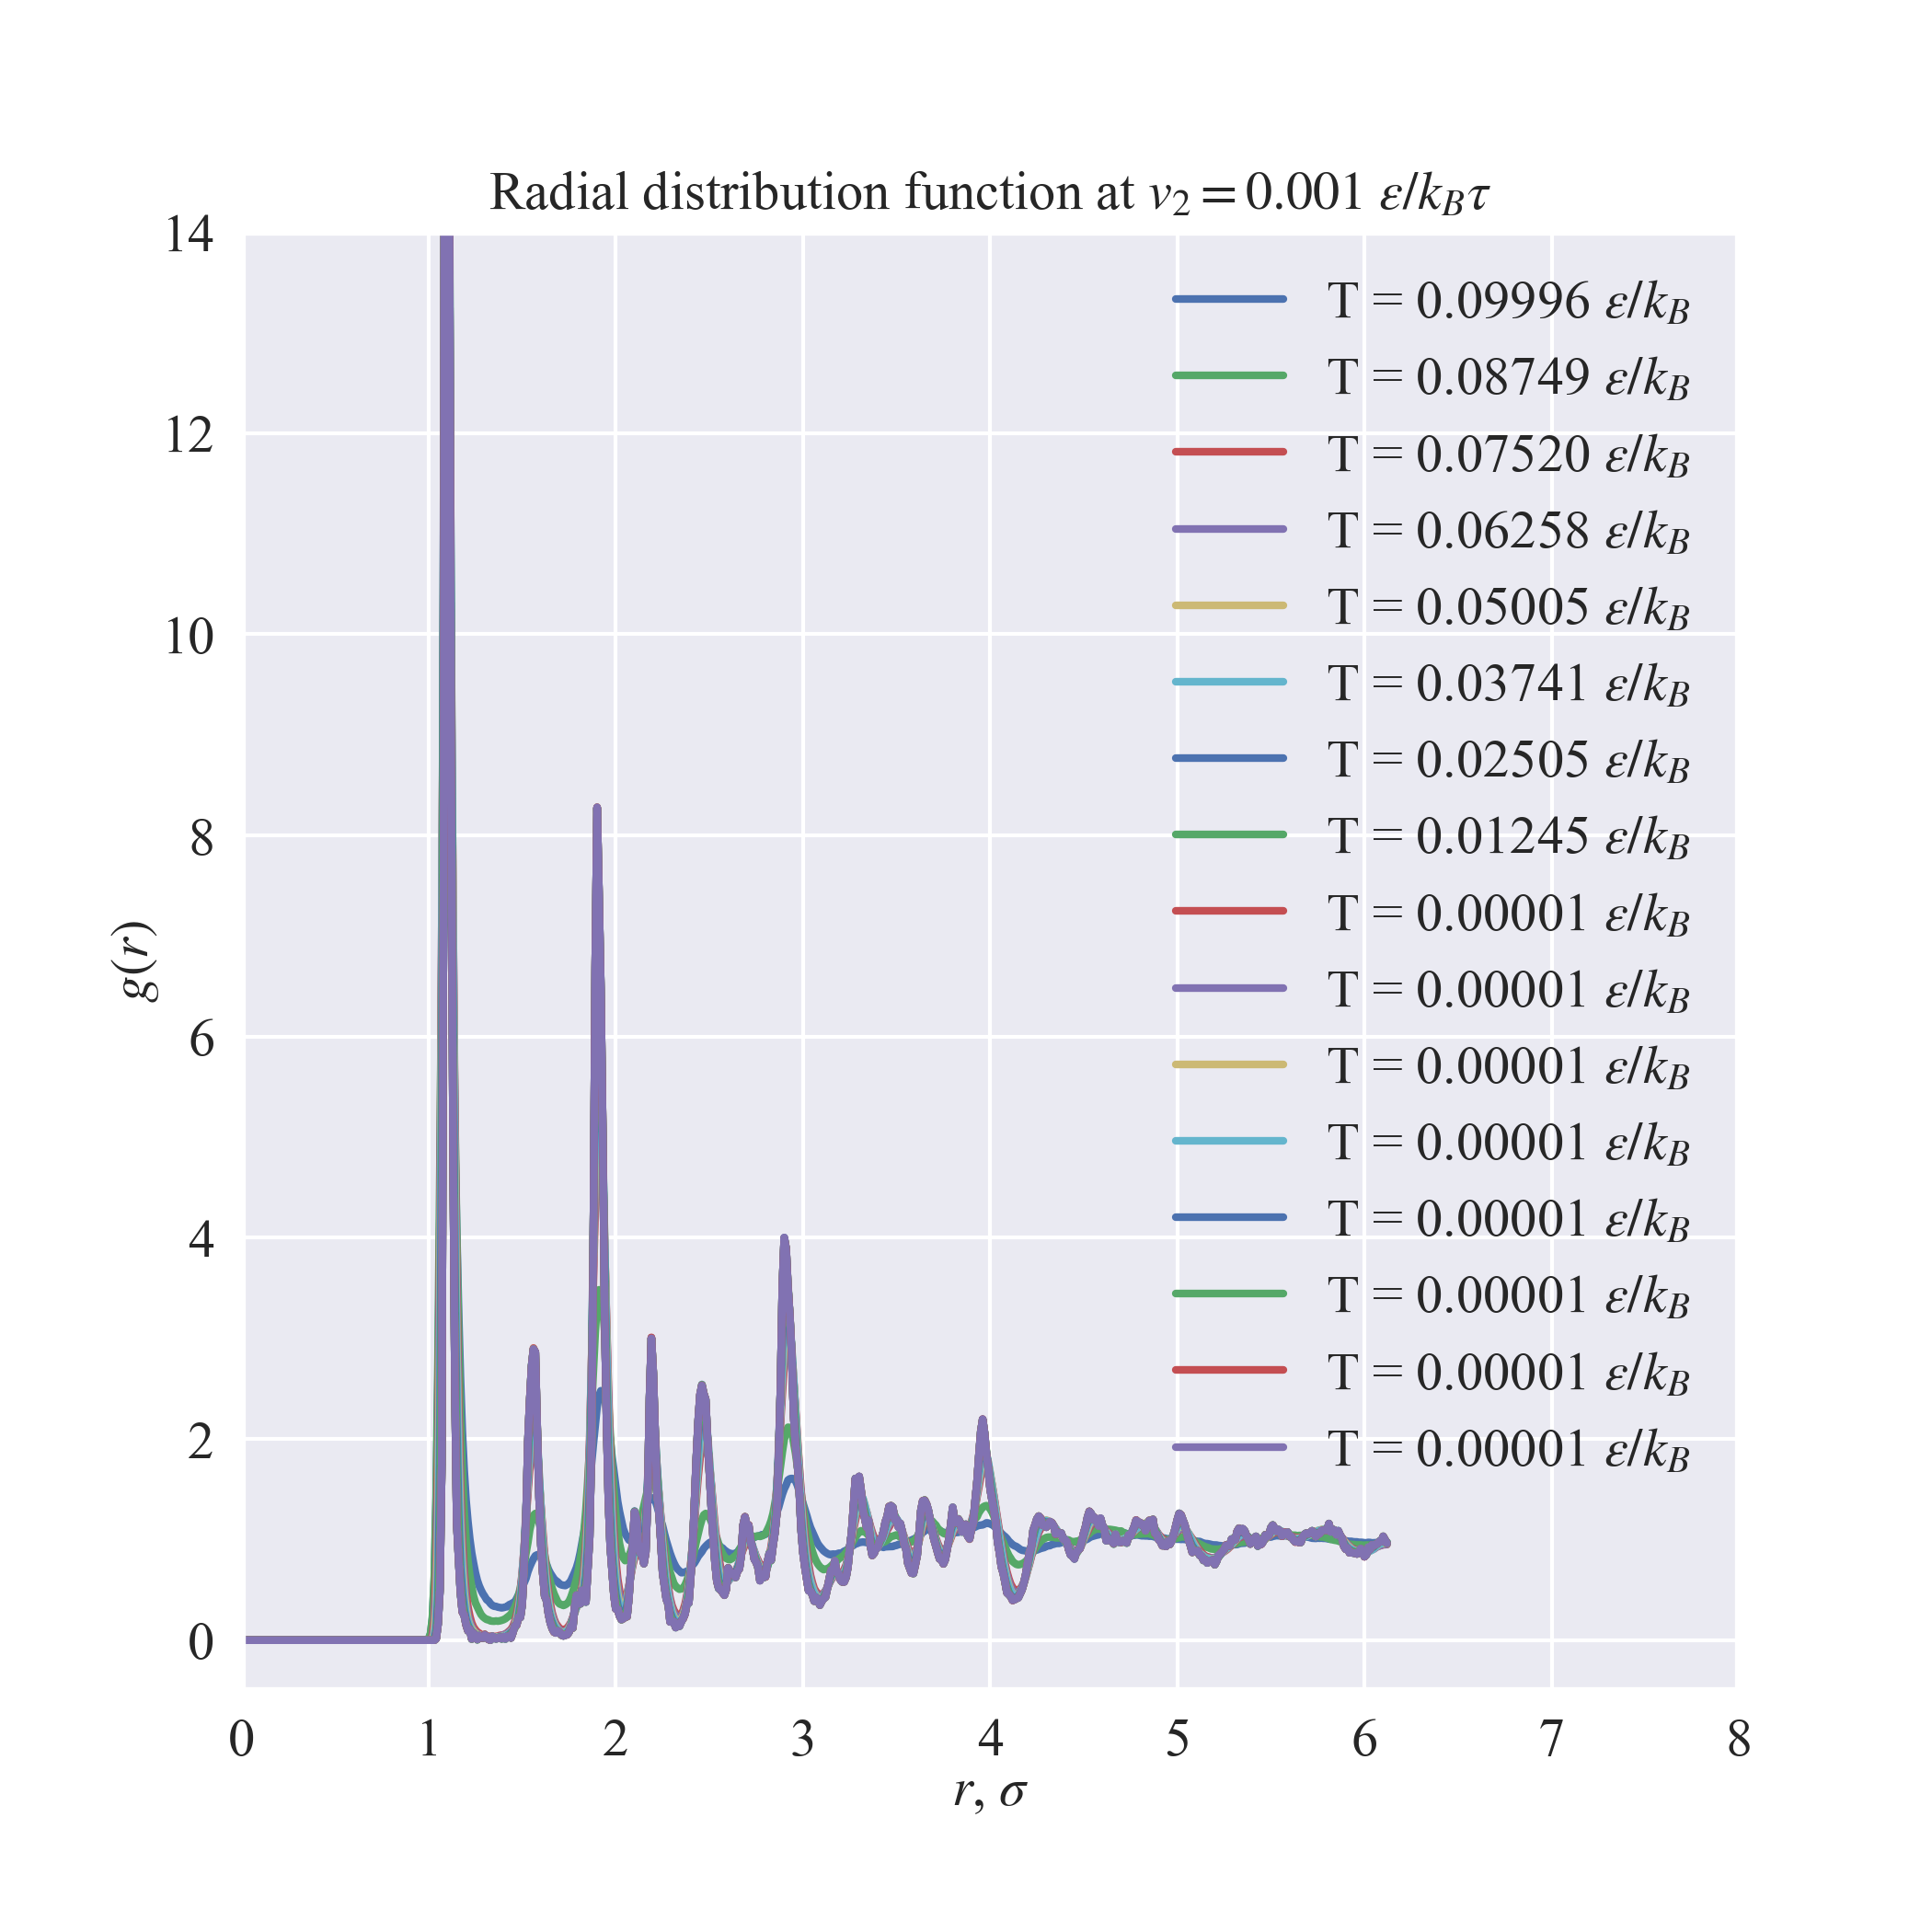 Radial distribution function at v₂ = 0.001 ε/k_Bτ
14
12
10
8
6
4
2
0
g(r)
T = 0.09996 ε/k_B
T = 0.08749 ε/k_B
T = 0.07520 ε/k_B
T = 0.06258 ε/k_B
T = 0.05005 ε/k_B
T = 0.03741 ε/k_B
T = 0.02505 ε/k_B
T = 0.01245 ε/k_B
T = 0.00001 ε/k_B
T = 0.00001 ε/k_B
T = 0.00001 ε/k_B
T = 0.00001 ε/k_B
T = 0.00001 ε/k_B
T = 0.00001 ε/k_B
T = 0.00001 ε/k_B
T = 0.00001 ε/k_B
0 1 2 3 4 5 6 7 8
r, σ